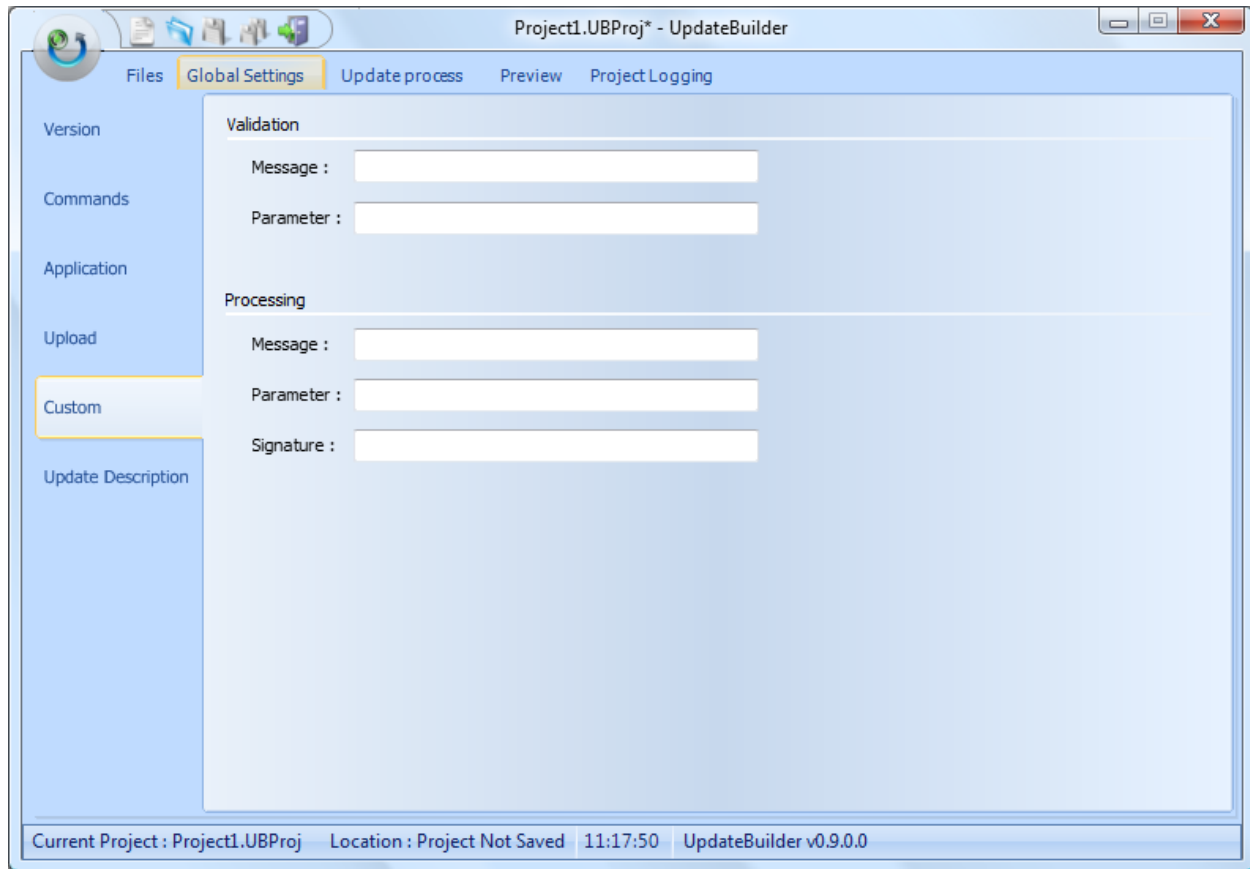 Project1.UBProj* - UpdateBuilder
Files Global Settings Update process Preview Project Logging
Version
Commands
Application
Upload
Custom
Update Description
Validation
Message :
Parameter :
Processing
Message :
Parameter :
Signature :
Current Project : Project1.UBProj Location : Project Not Saved 11:17:50 UpdateBuilder v0.9.0.0